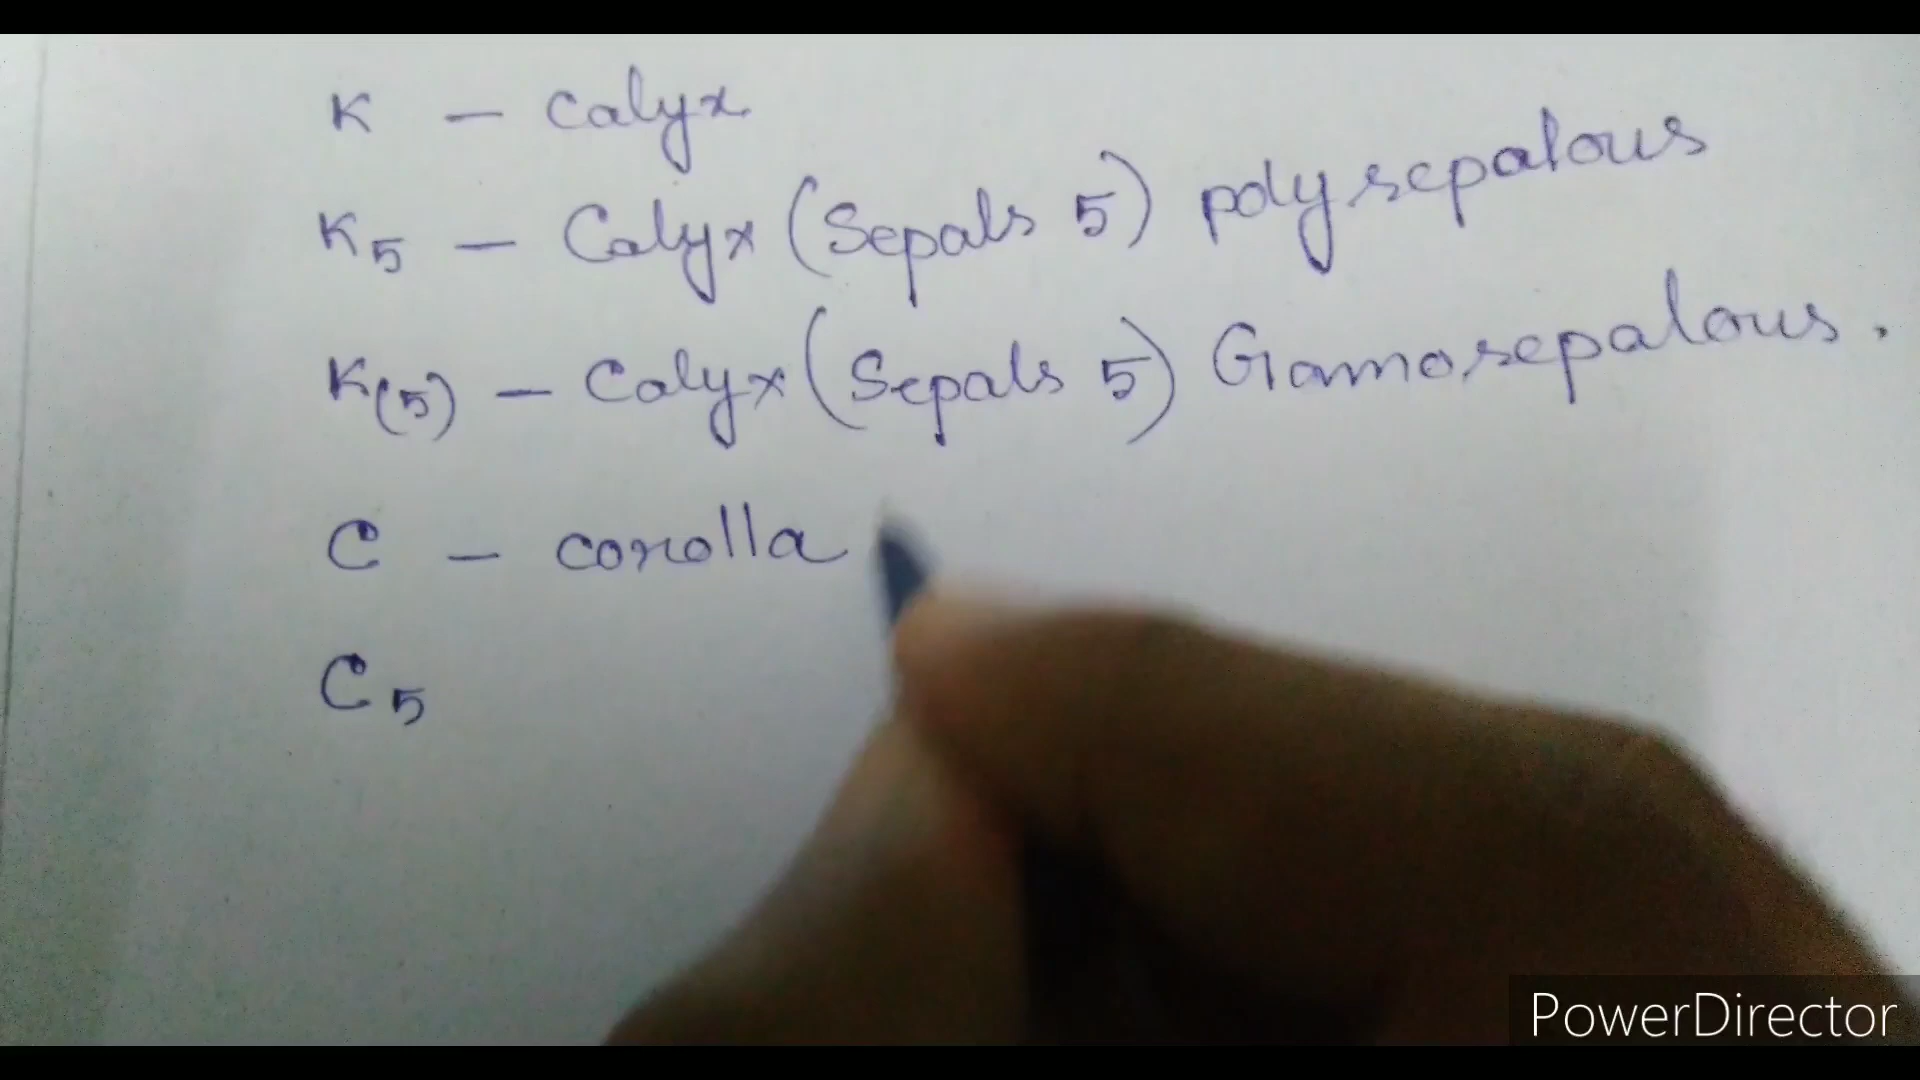 K - Calyx
K5 - Calyx (Sepals 5) polysepalous
K(5) - Calyx (Sepals 5) Gamosepalous.
C - corolla
C5
PowerDirector